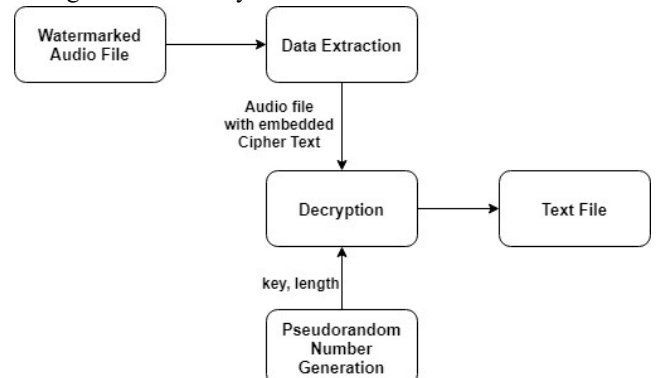 Watermarked
Audio File
Data Extraction
Audio file
with embedded
Cipher Text
Decryption
Text File
key, length
Pseudorandom
Number
Generation